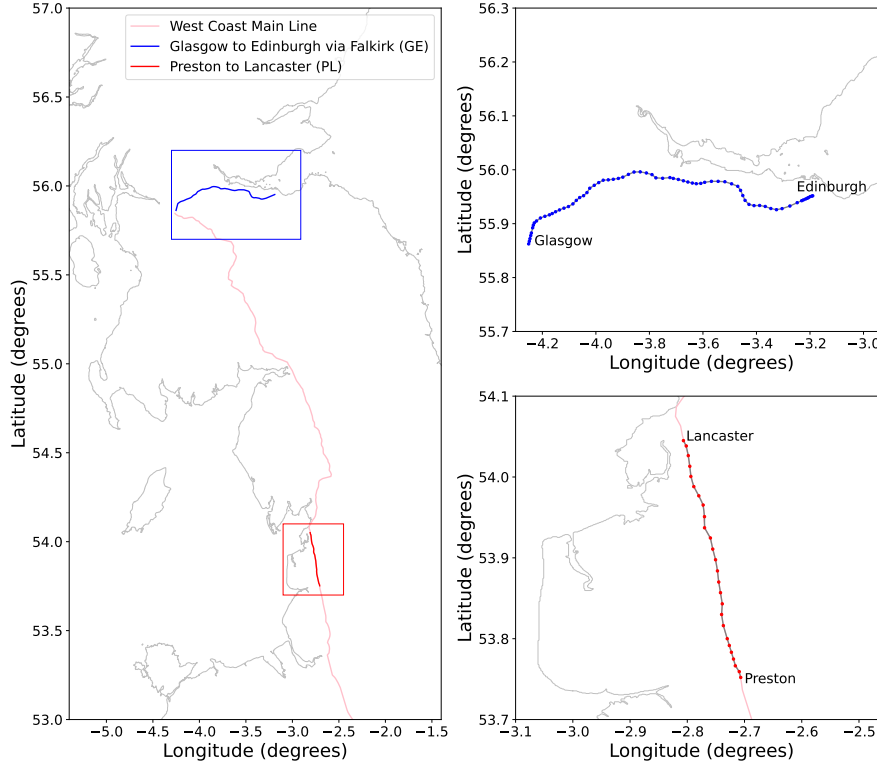 57.0
56.5
56.0
55.5
55.0
54.5
54.0
53.5
53.0
Latitude (degrees)
−5.0 −4.5 −4.0 −3.5 −3.0 −2.5 −2.0 −1.5
Longitude (degrees)
West Coast Main Line
Glasgow to Edinburgh via Falkirk (GE)
Preston to Lancaster (PL)
56.3
56.2
56.1
56.0
55.9
55.8
55.7
Latitude (degrees)
Edinburgh
Glasgow
−4.2 −4.0 −3.8 −3.6 −3.4 −3.2 −3.0
Longitude (degrees)
54.1
54.0
53.9
53.8
53.7
Latitude (degrees)
Lancaster
Preston
−3.1 −3.0 −2.9 −2.8 −2.7 −2.6 −2.5
Longitude (degrees)